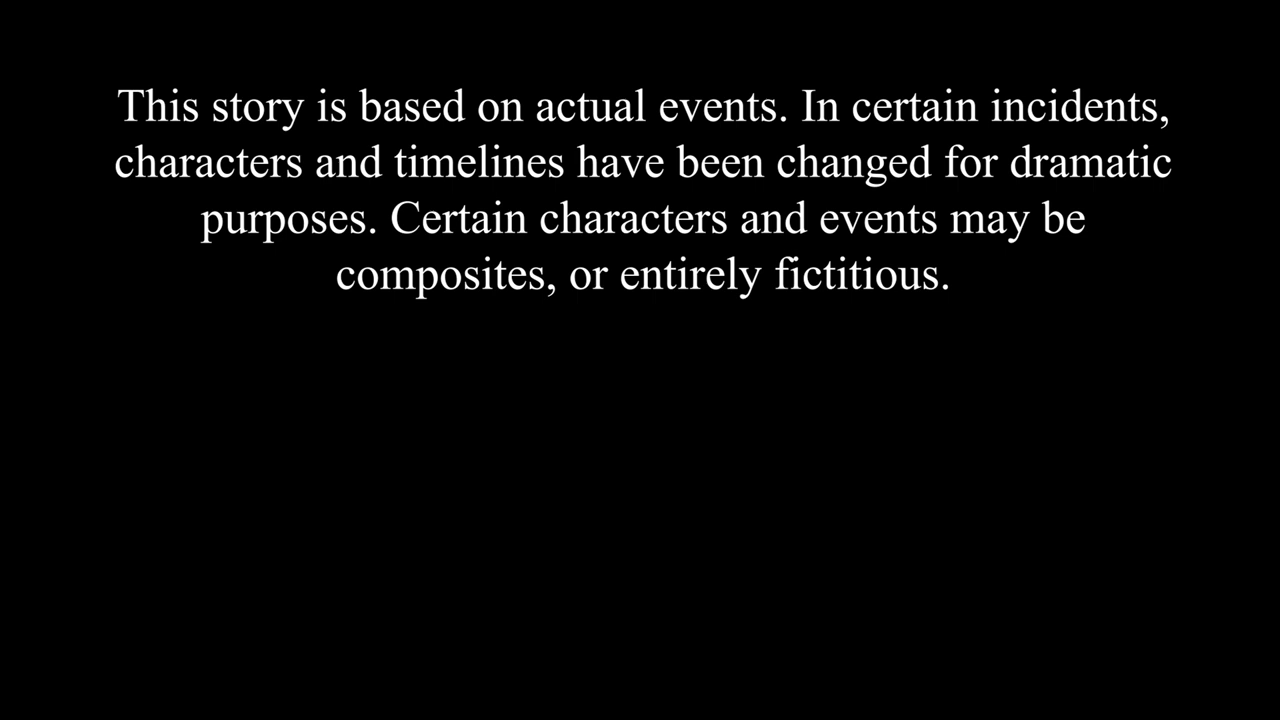 This story is based on actual events. In certain incidents,
characters and timelines have been changed for dramatic
purposes. Certain characters and events may be
composites, or entirely fictitious.